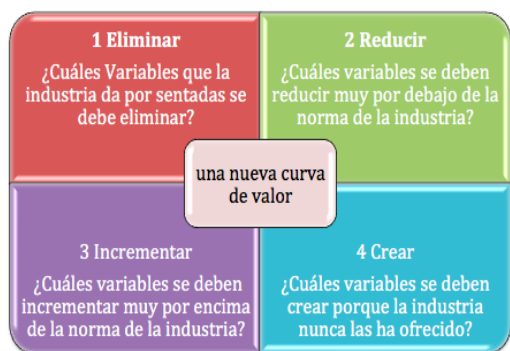 1 Eliminar
¿Cuáles Variables que la
industria da por sentadas se
debe eliminar?
2 Reducir
¿Cuáles variables se deben
reducir muy por debajo de la
norma de la industria?
una nueva curva
de valor
3 Incrementar
¿Cuáles variables se deben
incrementar muy por encima
de la norma de la industria?
4 Crear
¿Cuáles variables se deben
crear porque la industria
nunca las ha ofrecido?